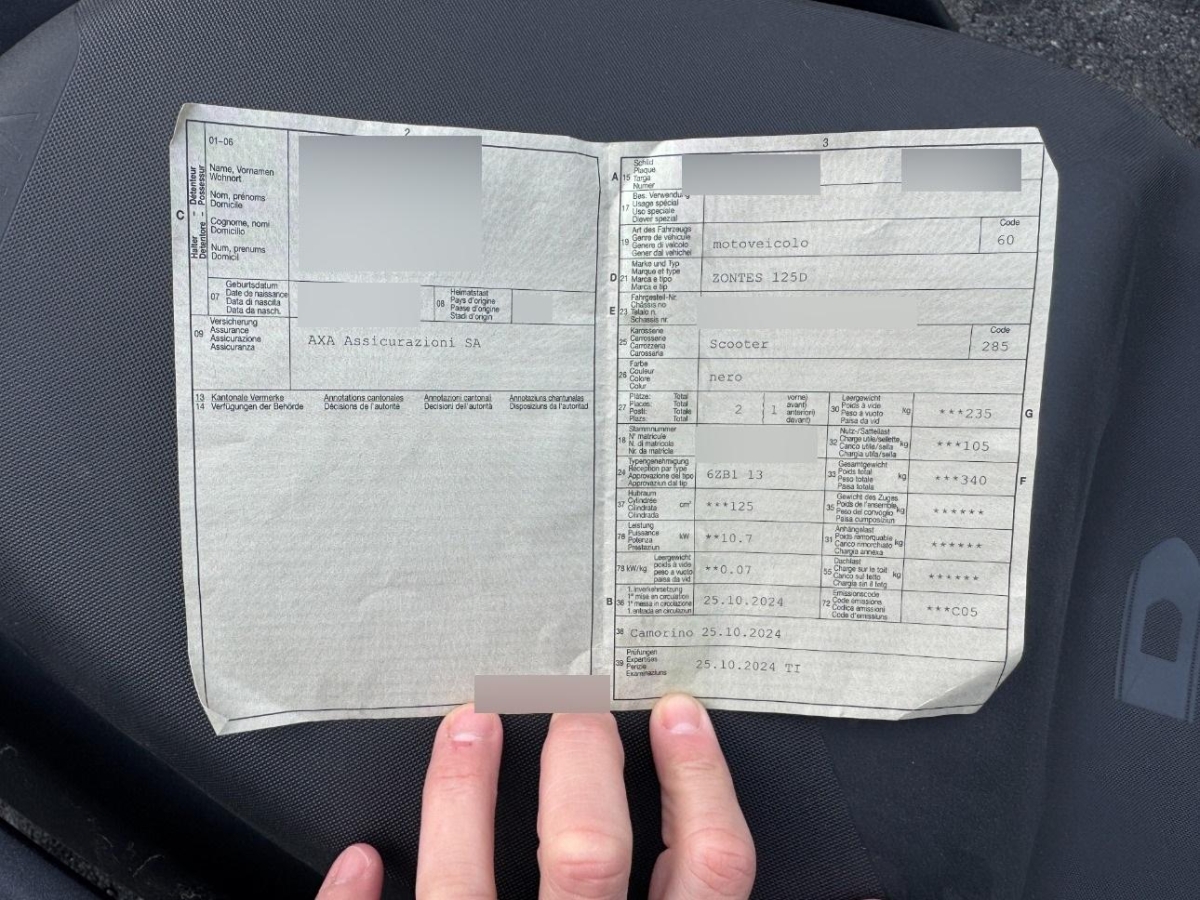 2
01-06
C
Halter Détenteur
Detentore Possessur
Name, Vornamen
Wohnort
Nom, prénoms
Domicile
Cognome, nomi
Domicilio
Num, prenums
Domicil
07
Geburtsdatum
Date de naissance
Data di nascita
Data da nasch.
08
Heimatstaat
Pays d'origine
Paese d'origine
Stadi d'origin
09
Versicherung
Assurance
Assicurazione
Assicuranza
AXA Assicurazioni SA
13 Kantonale Vermerke Annotations cantonales Annotazioni cantonali Annotaziuns chantunalas
14 Verfügungen der Behörde Décisions de l'autorité Decisioni dell'autorità Disposiziuns da l'autoritad
3
A 15
Schild
Plaque
Targa
Numer
17
Bes. Verwendung
Usage spécial
Uso speciale
Diever spezial
19
Art des Fahrzeugs
Genre de véhicule
Genere di veicolo
Gener dal vehichel
motoveicolo
Code
60
D 21
Marke und Typ
Marque et type
Marca e tipo
Marca e tip
ZONTES 125D
E 23
Fahrgestell-Nr.
Châssis no
Telaio n.
Schassis nr.
25
Karosserie
Carrosserie
Carrozzeria
Carosseria
Scooter
Code
285
26
Farbe
Couleur
Colore
Colur
nero
27
Plätze: Total
Places: Total
Posti: Totale
Plazs: Total
2
1
vorne)
avant)
anteriori)
davant)
30
Leergewicht
Poids à vide
Peso a vuoto
Paisa da vid
kg
***235
G
18
Stammnummer
N° matricule
N. di matricola
Nr. da matricla
32
Nutz-/Sattellast
Charge utile/sellette
Carico utile/sella
Chargia utila/sella
kg
***105
24
Typengenehmigung
Réception par type
Approvazione del tipo
Approvaziun dal tip
6ZB1 13
33
Gesamtgewicht
Poids total
Peso totale
Paisa totala
kg
***340
F
37
Hubraum
Cylindrée
Cilindrata
Cilindrada
cm³
***125
35
Gewicht des Zuges
Poids de l'ensemble
Peso del convoglio
Paisa cumposiziun
kg
******
76
Leistung
Puissance
Potenza
Prestaziun
kW
**10.7
31
Anhängelast
Poids remorquable
Carico rimorchiato
Chargia annexa
kg
******
78 kW/kg
Leergewicht
poids à vide
peso a vuoto
paisa da vid
**0.07
55
Dachlast
Charge sur le toit
Carico sul tetto
Chargia sin il tetg
kg
******
B 36
1. Inverkehrsetzung
1re mise en circulation
1a messa in circolazione
1. entrada en circulaziun
25.10.2024
72
Emissionscode
Code émissions
Codice emissioni
Code d'emissiuns
***C05
38 Camorino 25.10.2024
39
Prüfungen
Expertises
Perizie
Examinaziuns
25.10.2024 TI